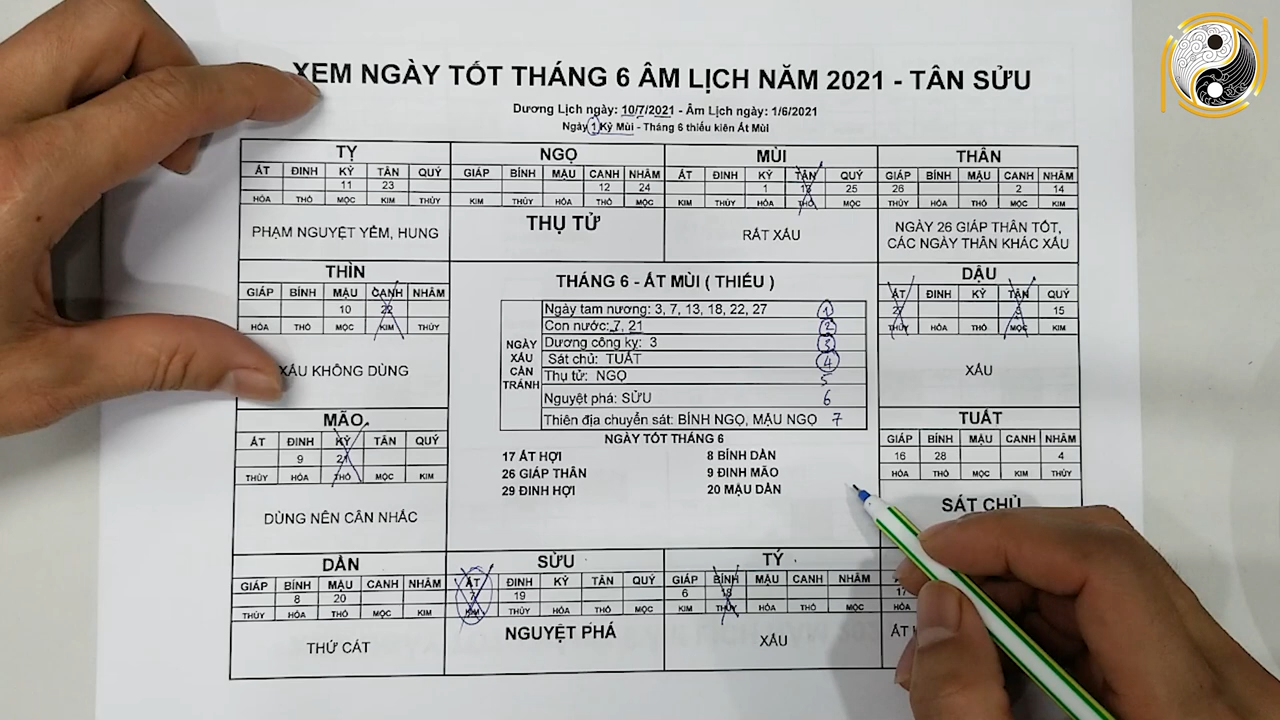 XEM NGÀY TỐT THÁNG 6 ÂM LỊCH NĂM 2021 - TÂN SỬU
Dương Lịch ngày: 10/7/2021 - Âm Lịch ngày: 1/6/2021
Ngày 1 Kỷ Mùi - Tháng 6 thiếu kiên Ất Mùi
TỴ
ẤT ĐINH KỶ TÂN QUÝ
11 23
HỎA THỔ MỘC KIM THỦY
PHẠM NGUYỆT YẾM, HUNG
NGỌ
GIÁP BÍNH MẬU CANH NHÂM
12 24
KIM THỦY HỎA THỔ MỘC
THỤ TỬ
MÙI
ẤT ĐINH KỶ TÂN QUÝ
1 13 25
KIM THỦY HỎA THỔ MỘC
RẤT XẤU
THÂN
GIÁP BÍNH MẬU CANH NHÂM
26 2 14
THỦY HỎA THỔ MỘC KIM
NGÀY 26 GIÁP THÂN TỐT,
CÁC NGÀY THÂN KHÁC XẤU
THÌN
GIÁP BÍNH MẬU CANH NHÂM
10 22
HỎA THỔ MỘC KIM THỦY
XẤU KHÔNG DÙNG
THÁNG 6 - ẤT MÙI ( THIẾU )
NGÀY
XẤU
CẦN
TRÁNH
Ngày tam nương: 3, 7, 13, 18, 22, 27 1
Con nước: 7, 21 2
Dương công kỵ: 3 3
Sát chủ: TUẤT 4
Thụ tử: NGỌ 5
Nguyệt phá: SỬU 6
Thiên địa chuyển sát: BÍNH NGỌ, MẬU NGỌ 7
NGÀY TỐT THÁNG 6
17 ẤT HỢI 8 BÍNH DẦN
26 GIÁP THÂN 9 ĐINH MÃO
29 ĐINH HỢI 20 MẬU DẦN
DẬU
ẤT ĐINH KỶ TÂN QUÝ
27 3 15
THỦY HỎA THỔ MỘC KIM
XẤU
MÃO
ẤT ĐINH KỶ TÂN QUÝ
9 21
THỦY HỎA THỔ MỘC KIM
DÙNG NÊN CÂN NHẮC
TUẤT
GIÁP BÍNH MẬU CANH NHÂM
16 28 4
HỎA THỔ MỘC KIM THỦY
SÁT CHỦ
DẦN
GIÁP BÍNH MẬU CANH NHÂM
8 20
THỦY HỎA THỔ MỘC KIM
THỨ CÁT
SỬU
ẤT ĐINH KỶ TÂN QUÝ
7 19
KIM THỦY HỎA THỔ MỘC
NGUYỆT PHÁ
TÝ
GIÁP BÍNH MẬU CANH NHÂM
6 18
KIM THỦY HỎA THỔ MỘC
XẤU
17
ẤT